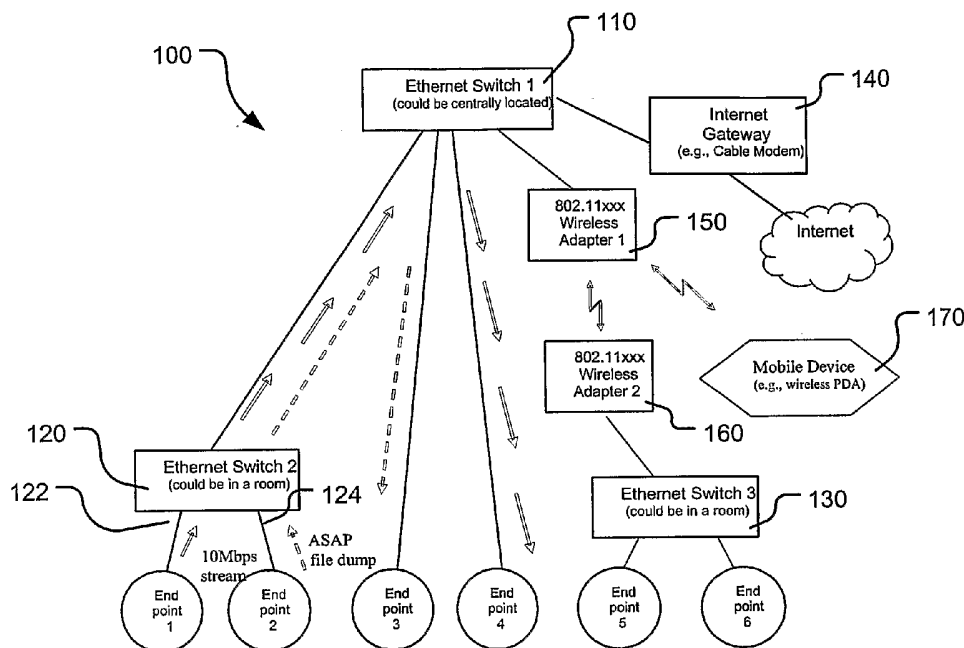 110
100
Ethernet Switch 1
(could be centrally located)
140
Internet
Gateway
(e.g., Cable Modem)
802.11xxx
Wireless
Adapter 1
150
Internet
170
802.11xxx
Wireless
Adapter 2
Mobile Device
(e.g., wireless PDA)
160
120
Ethernet Switch 2
(could be in a room)
122
124
Ethernet Switch 3
(could be in a room)
130
10Mbps
stream
ASAP
file dump
End
point
1
End
point
2
End
point
3
End
point
4
End
point
5
End
point
6